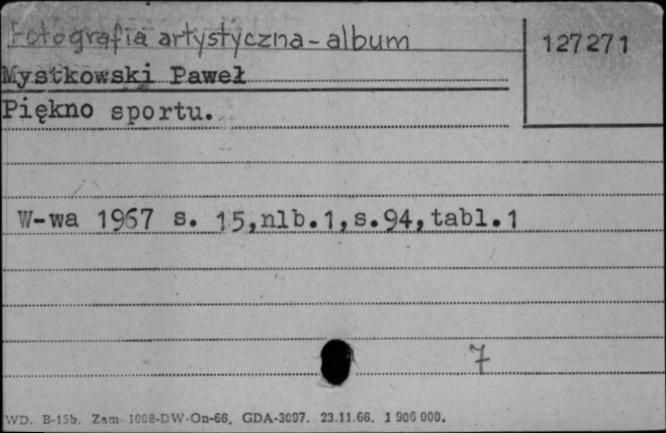 Fotografia artystyczna - album
127271
Mystkowski Paweł
Piękno sportu.
W-wa 1967 s. 15,nlb.1,s.94,tabl.1
7
WD. B-15b. Zam 1008-DW-On-66. GDA-3097. 23.11.66. 1 906 000.